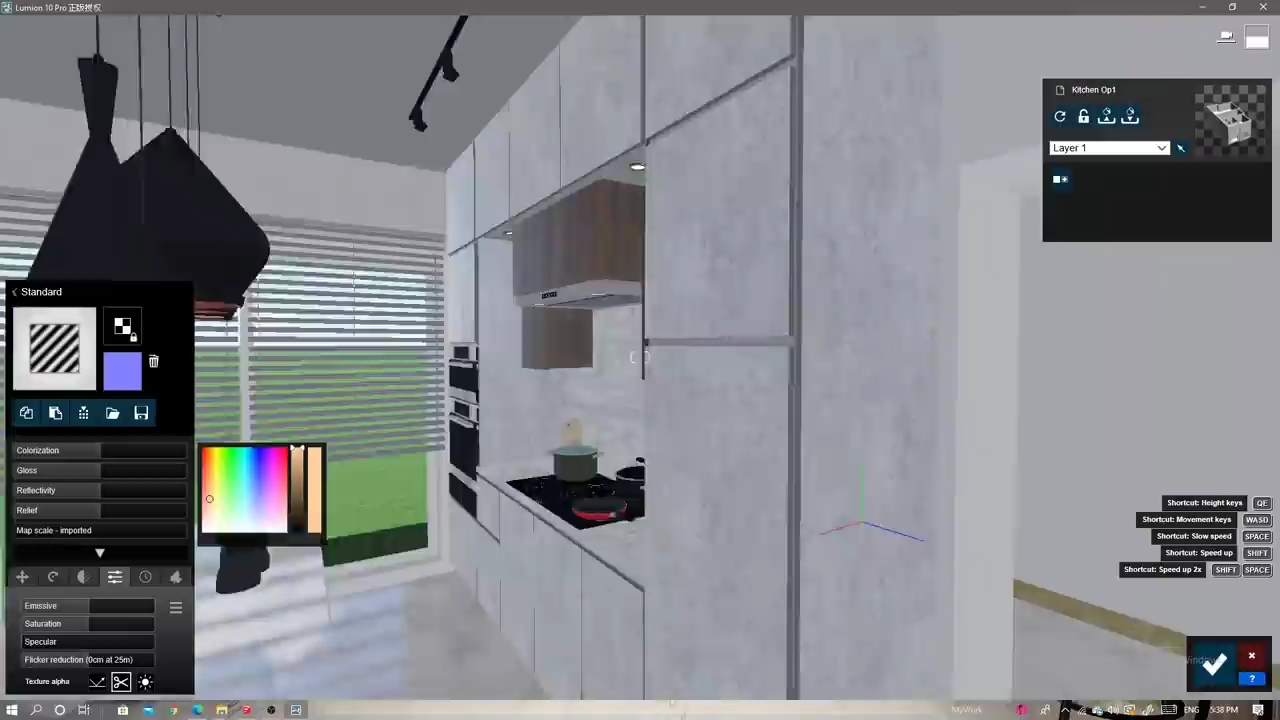 Lumion 10 Pro 正版授权
Kitchen Op1
Layer 1
Standard
Colorization
Gloss
Reflectivity
Relief
Map scale - imported
Emissive
Saturation
Specular
Flicker reduction (0cm at 25m)
Texture alpha
Shortcut: Height keys QE
Shortcut: Movement keys WASD
Shortcut: Slow speed SPACE
Shortcut: Speed up SHIFT
Shortcut: Speed up 2x SHIFT SPACE
?
MyWork
ENG 5:38 PM